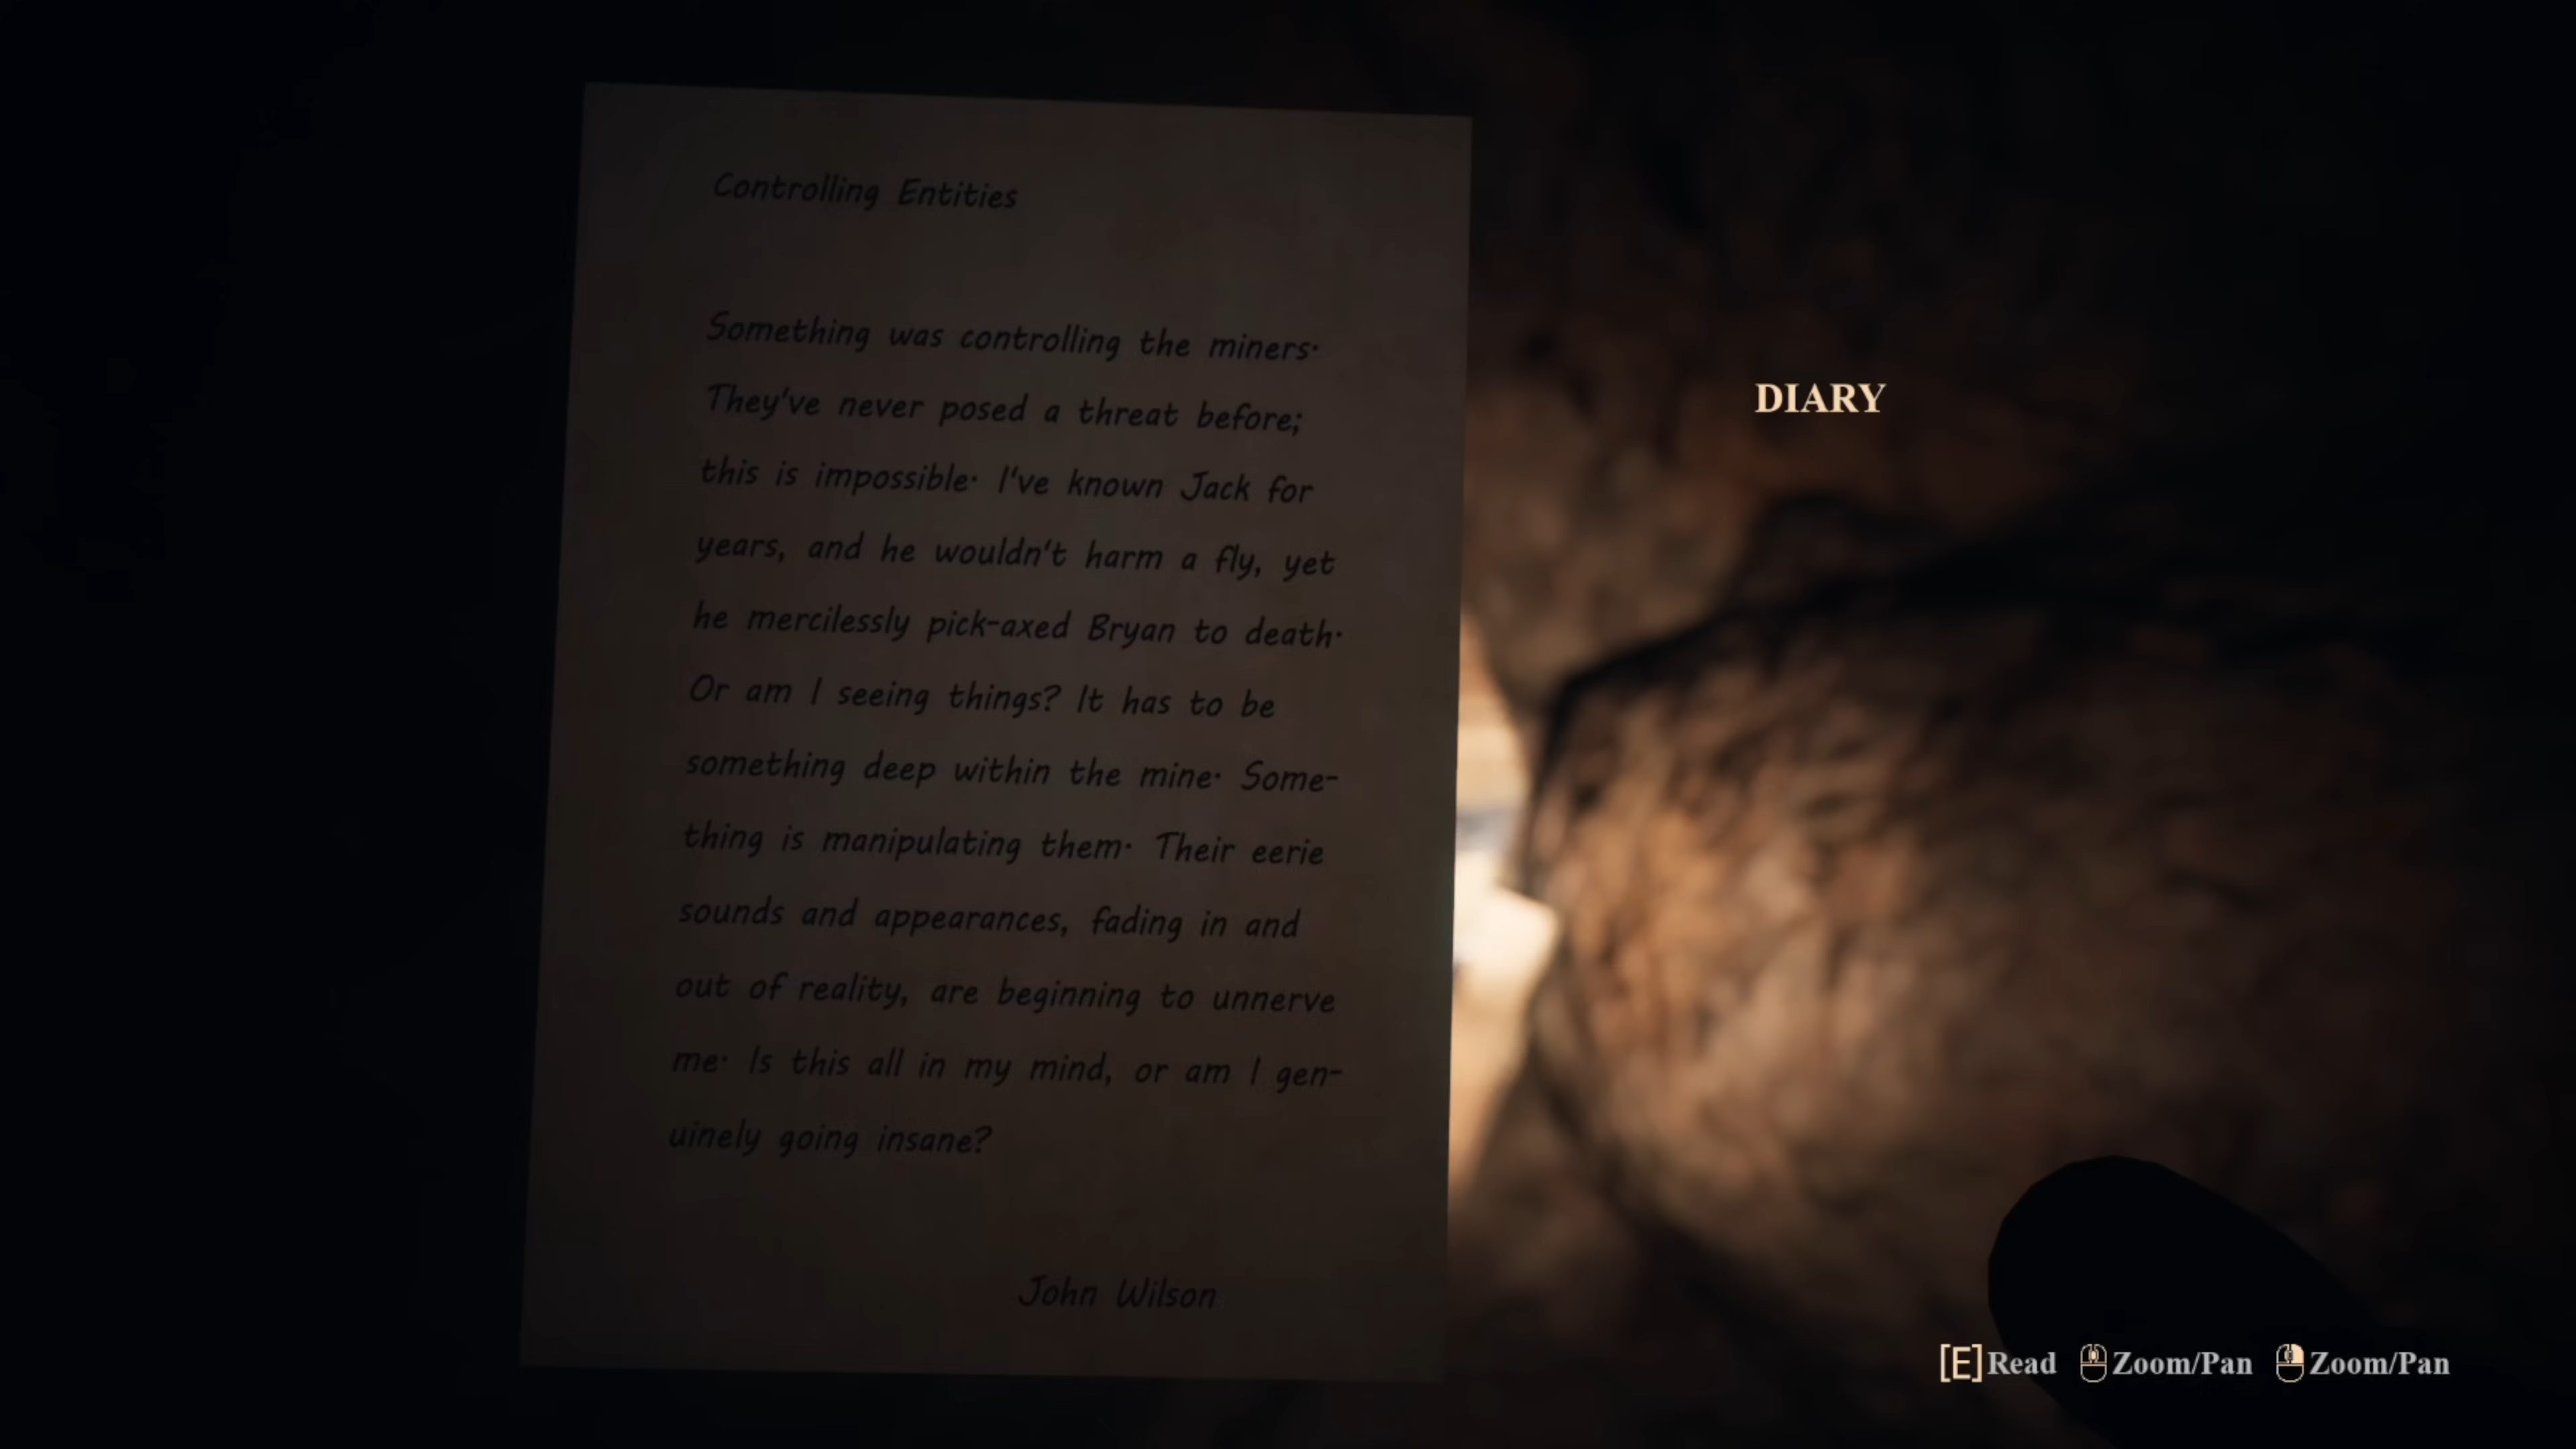 Controlling Entities
Something was controlling the miners.
They've never posed a threat before;
this is impossible. I've known Jack for
years, and he wouldn't harm a fly, yet
he mercilessly pick-axed Bryan to death.
Or am I seeing things? It has to be
something deep within the mine. Some-
thing is manipulating them. Their eerie
sounds and appearances, fading in and
out of reality, are beginning to unnerve
me. Is this all in my mind, or am I gen-
uinely going insane?
John Wilson
DIARY
[E] Read Zoom/Pan Zoom/Pan